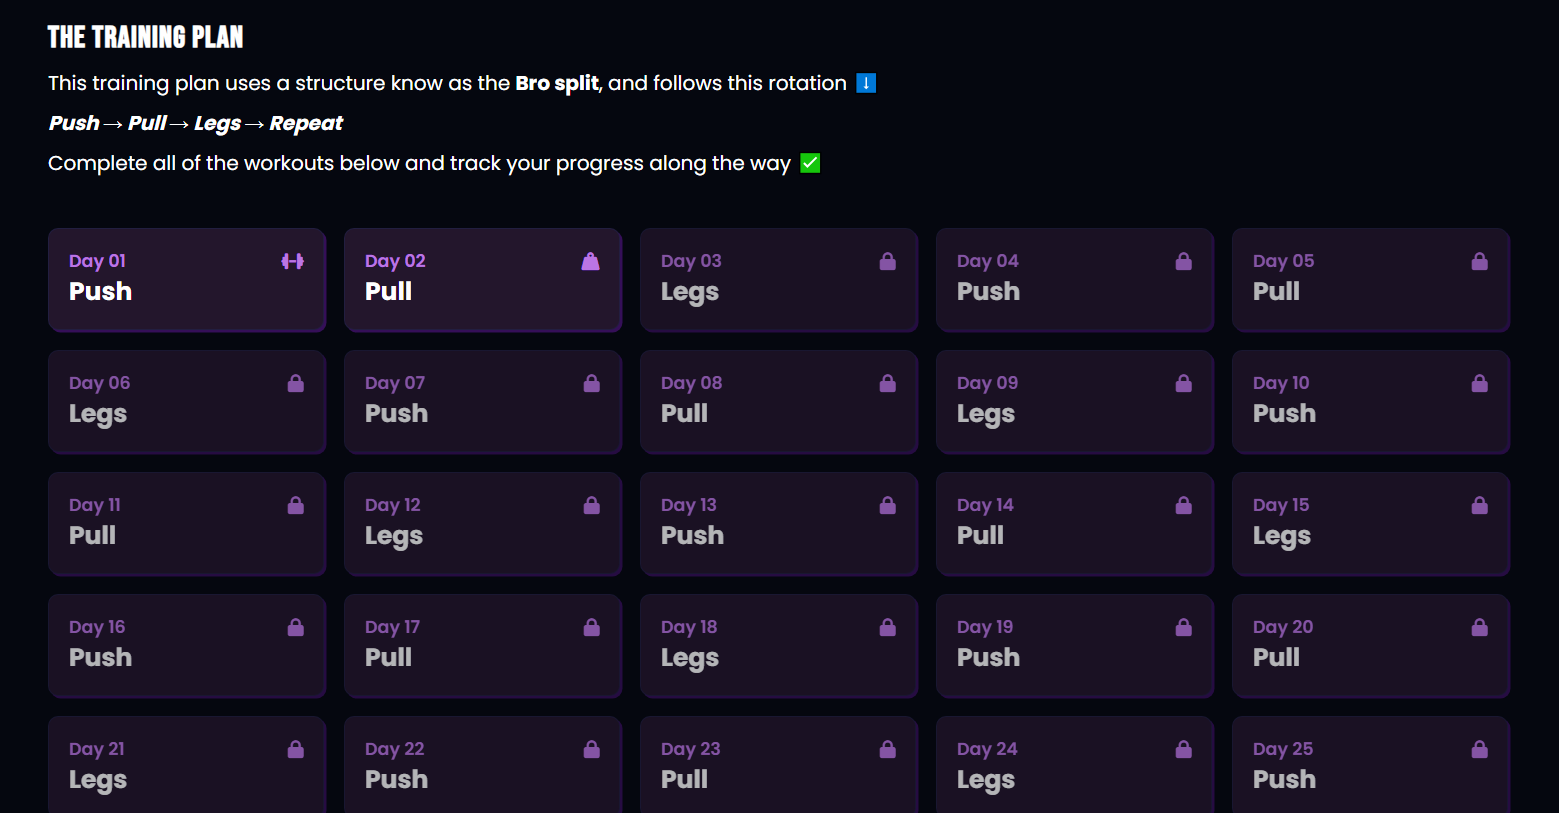 THE TRAINING PLAN
This training plan uses a structure know as the Bro split, and follows this rotation ⬇️
Push → Pull → Legs → Repeat
Complete all of the workouts below and track your progress along the way ✅
Day 01
Push
Day 02
Pull
Day 03
Legs
Day 04
Push
Day 05
Pull
Day 06
Legs
Day 07
Push
Day 08
Pull
Day 09
Legs
Day 10
Push
Day 11
Pull
Day 12
Legs
Day 13
Push
Day 14
Pull
Day 15
Legs
Day 16
Push
Day 17
Pull
Day 18
Legs
Day 19
Push
Day 20
Pull
Day 21
Legs
Day 22
Push
Day 23
Pull
Day 24
Legs
Day 25
Push